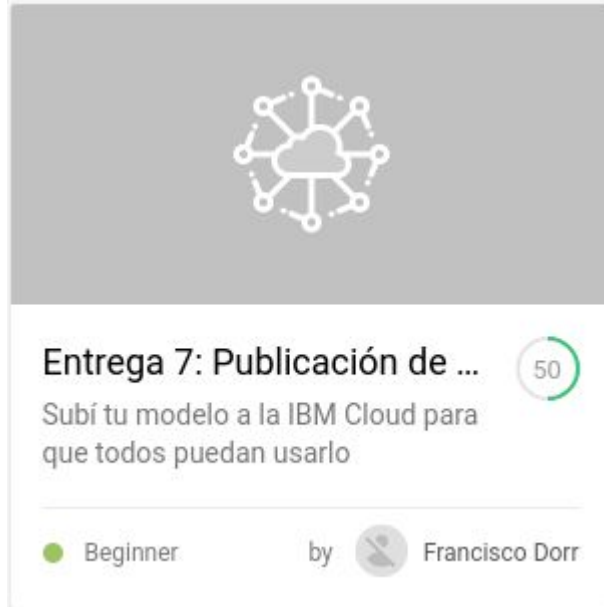 Entrega 7: Publicación de ...
50
Subí tu modelo a la IBM Cloud para
que todos puedan usarlo
Beginner
by
Francisco Dorr